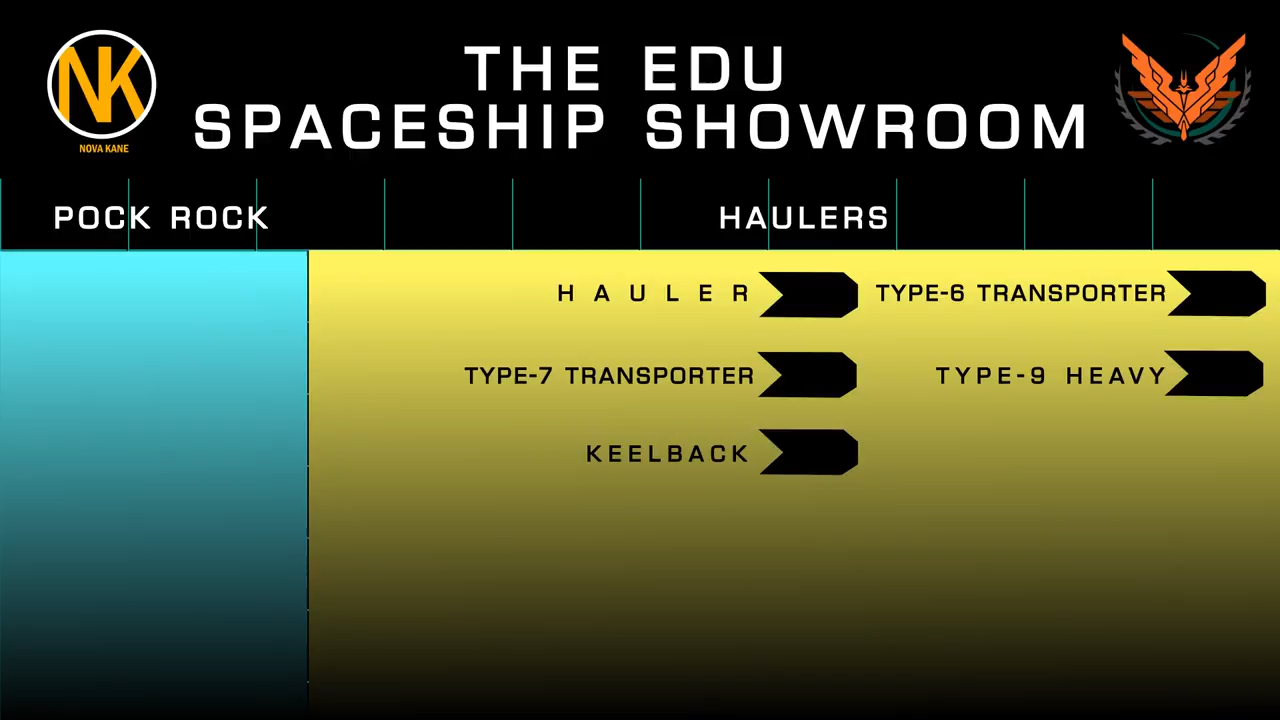 NK
NOVA KANE
THE EDU
SPACESHIP SHOWROOM
POCK ROCK
HAULERS
HAULER
TYPE-6 TRANSPORTER
TYPE-7 TRANSPORTER
TYPE-9 HEAVY
KEELBACK